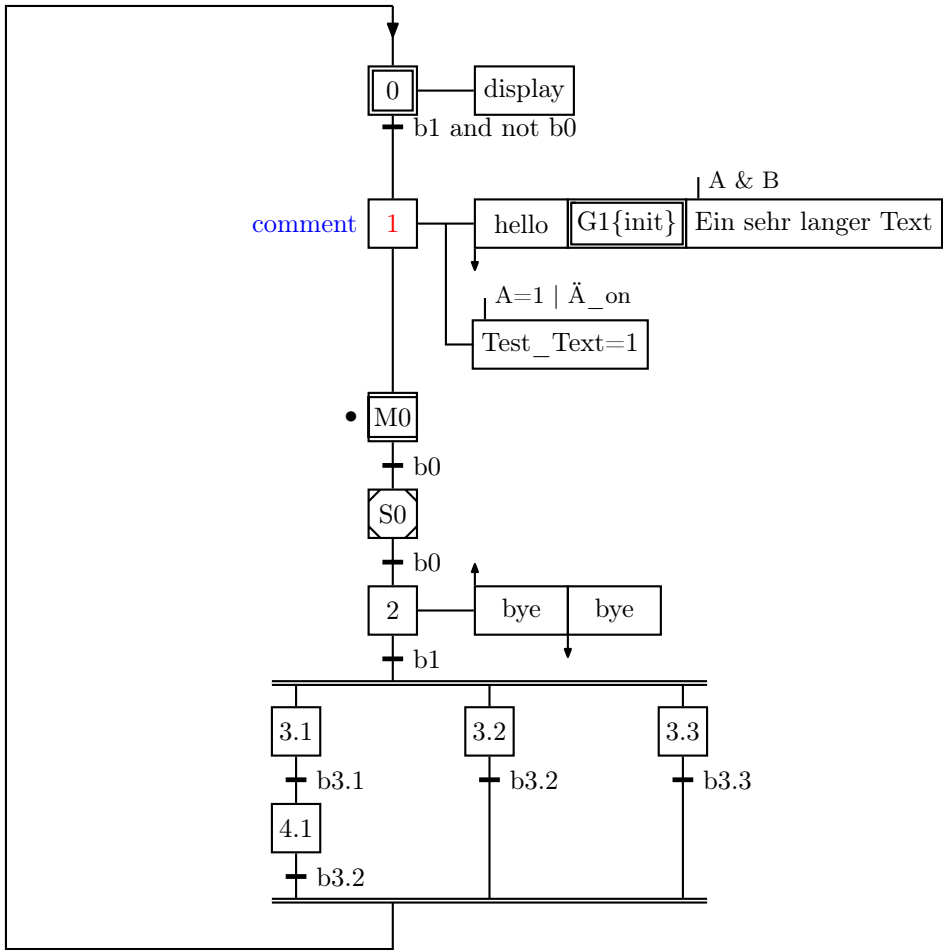 0 display
b1 and not b0
A & B
comment 1 hello G1{init} Ein sehr langer Text
A=1 | Ä_on
Test_Text=1
M0
b0
S0
b0
2 bye bye
b1
3.1 3.2 3.3
b3.1 b3.2 b3.3
4.1
b3.2